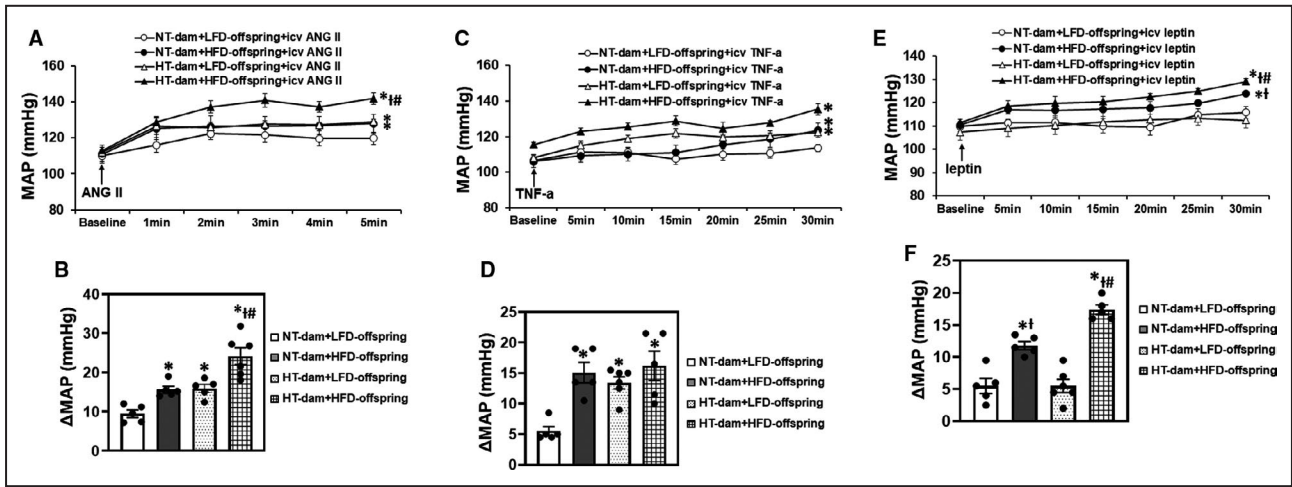 A
NT-dam+LFD-offspring+icv ANG II
NT-dam+HFD-offspring+icv ANG II
HT-dam+LFD-offspring+icv ANG II
HT-dam+HFD-offspring+icv ANG II
MAP (mmHg)
160
140
120
100
80
*Ɨ#
*
*
ANG II
Baseline 1min 2min 3min 4min 5min
C
NT-dam+LFD-offspring+icv TNF-a
NT-dam+HFD-offspring+icv TNF-a
HT-dam+LFD-offspring+icv TNF-a
HT-dam+HFD-offspring+icv TNF-a
MAP (mmHg)
160
140
120
100
80
*
*
*
TNF-a
Baseline 5min 10min 15min 20min 25min 30min
E
NT-dam+LFD-offspring+icv leptin
NT-dam+HFD-offspring+icv leptin
HT-dam+LFD-offspring+icv leptin
HT-dam+HFD-offspring+icv leptin
MAP (mmHg)
140
130
120
110
100
90
80
*Ɨ#
*Ɨ
leptin
Baseline 5min 10min 15min 20min 25min 30min
B
ΔMAP (mmHg)
40
30
20
10
0
*
*
*Ɨ#
NT-dam+LFD-offspring
NT-dam+HFD-offspring
HT-dam+LFD-offspring
HT-dam+HFD-offspring
D
ΔMAP (mmHg)
25
20
15
10
5
0
*
*
*
NT-dam+LFD-offspring
NT-dam+HFD-offspring
HT-dam+LFD-offspring
HT-dam+HFD-offspring
F
ΔMAP (mmHg)
25
20
15
10
5
0
*Ɨ
*Ɨ#
NT-dam+LFD-offspring
NT-dam+HFD-offspring
HT-dam+LFD-offspring
HT-dam+HFD-offspring